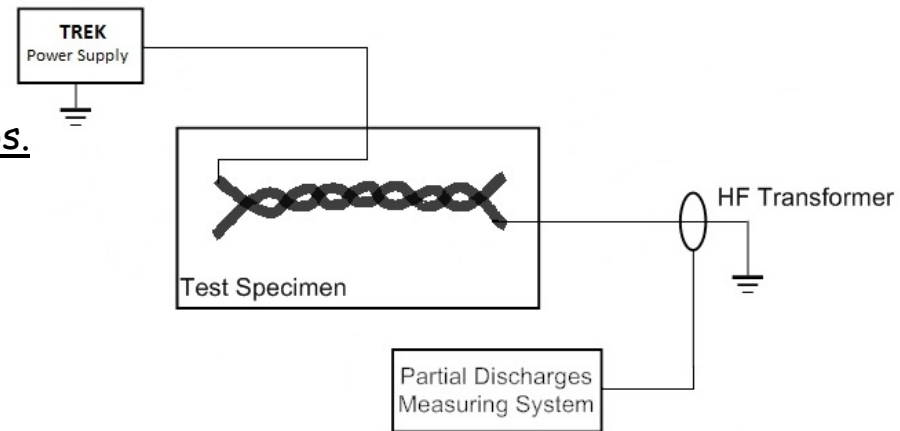 TREK
Power Supply
HF Transformer
Test Specimen
Partial Discharges
Measuring System